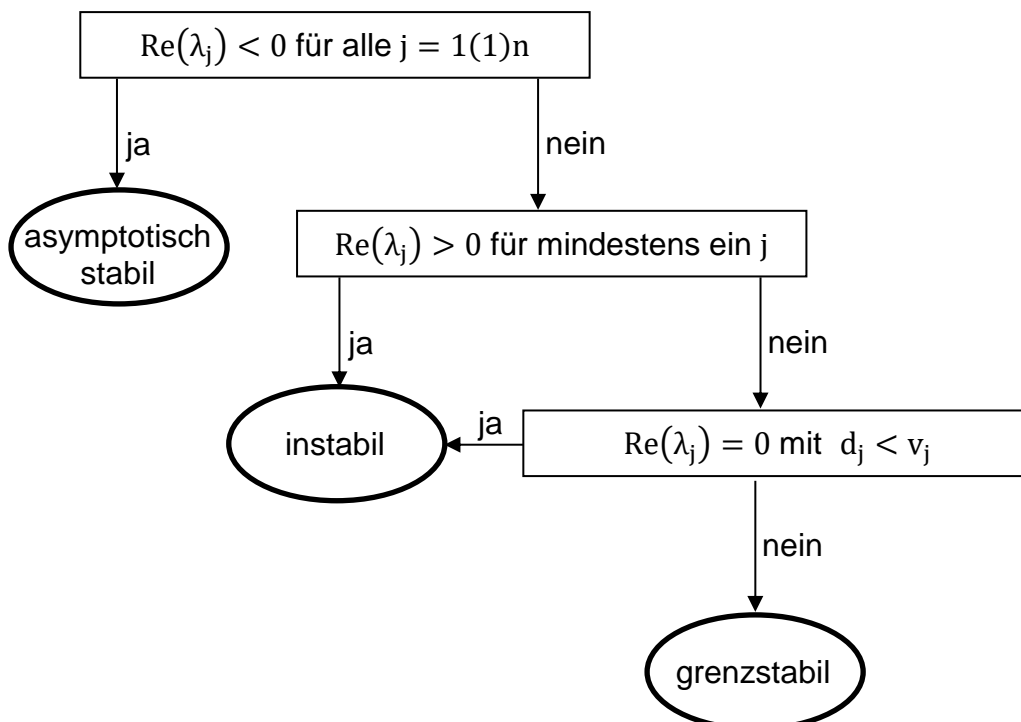 Re(λⱼ) < 0 für alle j = 1(1)n
ja
nein
asymptotisch
stabil
Re(λⱼ) > 0 für mindestens ein j
ja
nein
instabil
ja
Re(λⱼ) = 0 mit dⱼ < vⱼ
nein
grenzstabil